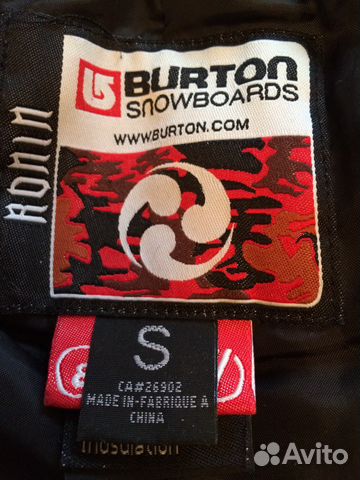 BURTON
SNOWBOARDS
WWW.BURTON.COM
RONIN
S
CA#26902
MADE IN-FABRIQUE A
CHINA
Avito